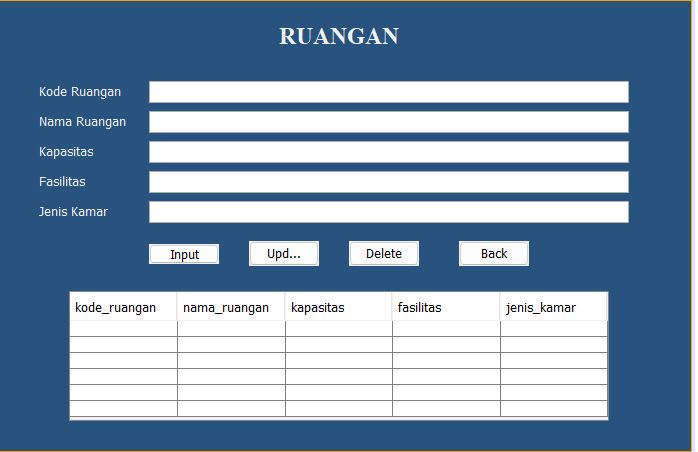 RUANGAN
Kode Ruangan
Nama Ruangan
Kapasitas
Fasilitas
Jenis Kamar
Input Upd... Delete Back
kode_ruangan nama_ruangan kapasitas fasilitas jenis_kamar